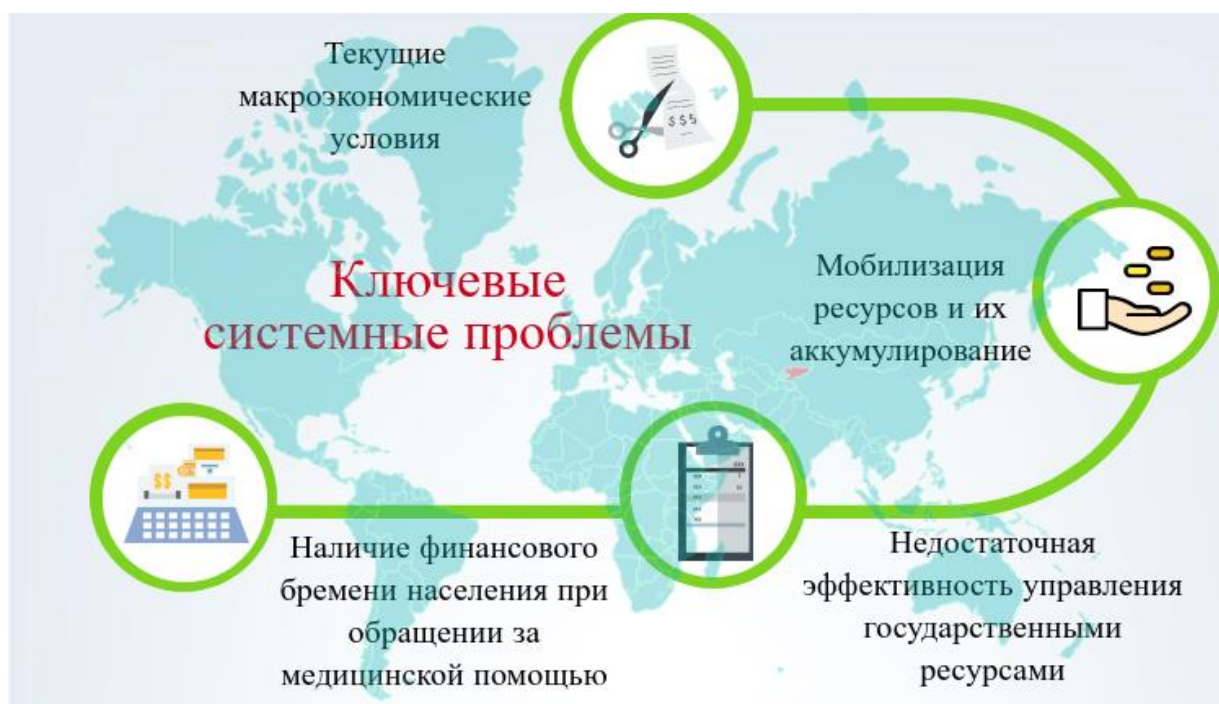 Текущие
макроэкономические
условия
$ $ 5
Ключевые
системные проблемы
Мобилизация
ресурсов и их
аккумулирование
$$
Наличие финансового
бремени населения при
обращении за
медицинской помощью
Недостаточная
эффективность управления
государственными
ресурсами